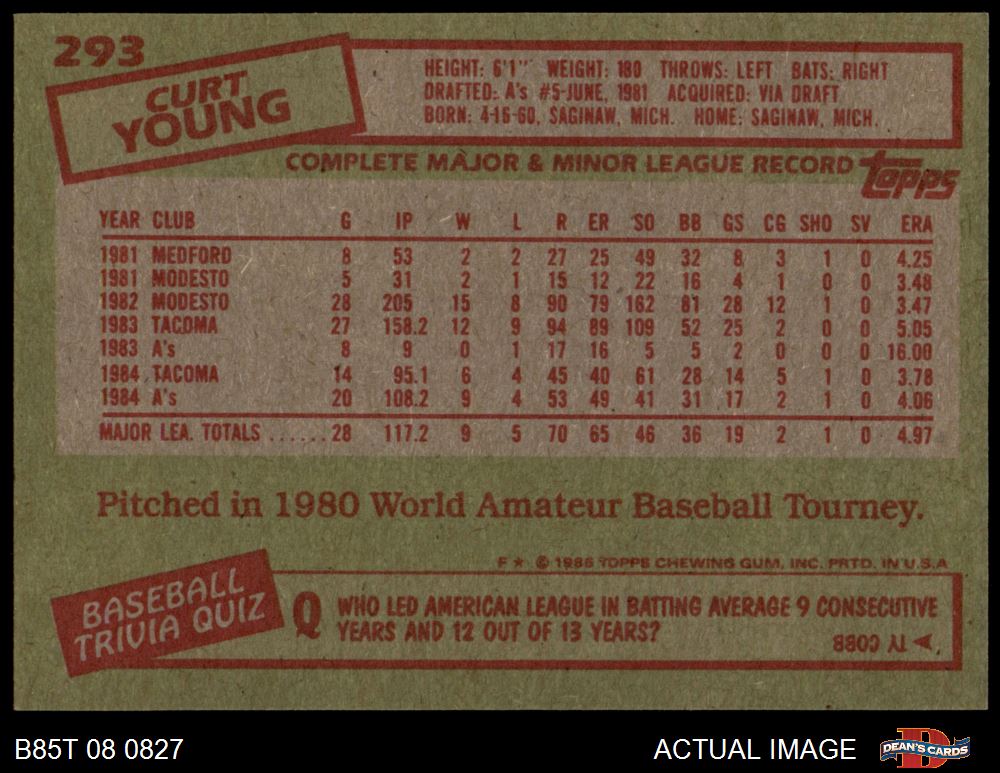 293
CURT
YOUNG
HEIGHT: 6'1" WEIGHT: 180 THROWS: LEFT BATS: RIGHT
DRAFTED: A's #5-JUNE, 1981 ACQUIRED: VIA DRAFT
BORN: 4-16-60, SAGINAW, MICH. HOME: SAGINAW, MICH.
COMPLETE MAJOR & MINOR LEAGUE RECORD topps
YEAR CLUB G IP W L R ER SO BB GS CG SHO SV ERA
1981 MEDFORD 8 53 2 2 27 25 49 32 8 3 1 0 4.25
1981 MODESTO 5 31 2 1 15 12 22 16 4 1 0 0 3.48
1982 MODESTO 28 205 15 8 90 79 162 81 28 12 1 0 3.47
1983 TACOMA 27 158.2 12 9 94 89 109 52 25 2 0 0 5.05
1983 A's 8 9 0 1 17 16 5 5 2 0 0 0 16.00
1984 TACOMA 14 95.1 6 4 45 40 61 28 14 5 1 0 3.78
1984 A's 20 108.2 9 4 53 49 41 31 17 2 1 0 4.06
MAJOR LEA. TOTALS ...... 28 117.2 9 5 70 65 46 36 19 2 1 0 4.97
Pitched in 1980 World Amateur Baseball Tourney.
F★ © 1985 TOPPS CHEWING GUM, INC. PRTD. IN U.S.A
BASEBALL
TRIVIA QUIZ
Q WHO LED AMERICAN LEAGUE IN BATTING AVERAGE 9 CONSECUTIVE
YEARS AND 12 OUT OF 13 YEARS?
TY COBB
B85T 08 0827
ACTUAL IMAGE
D
DEAN'S CARDS